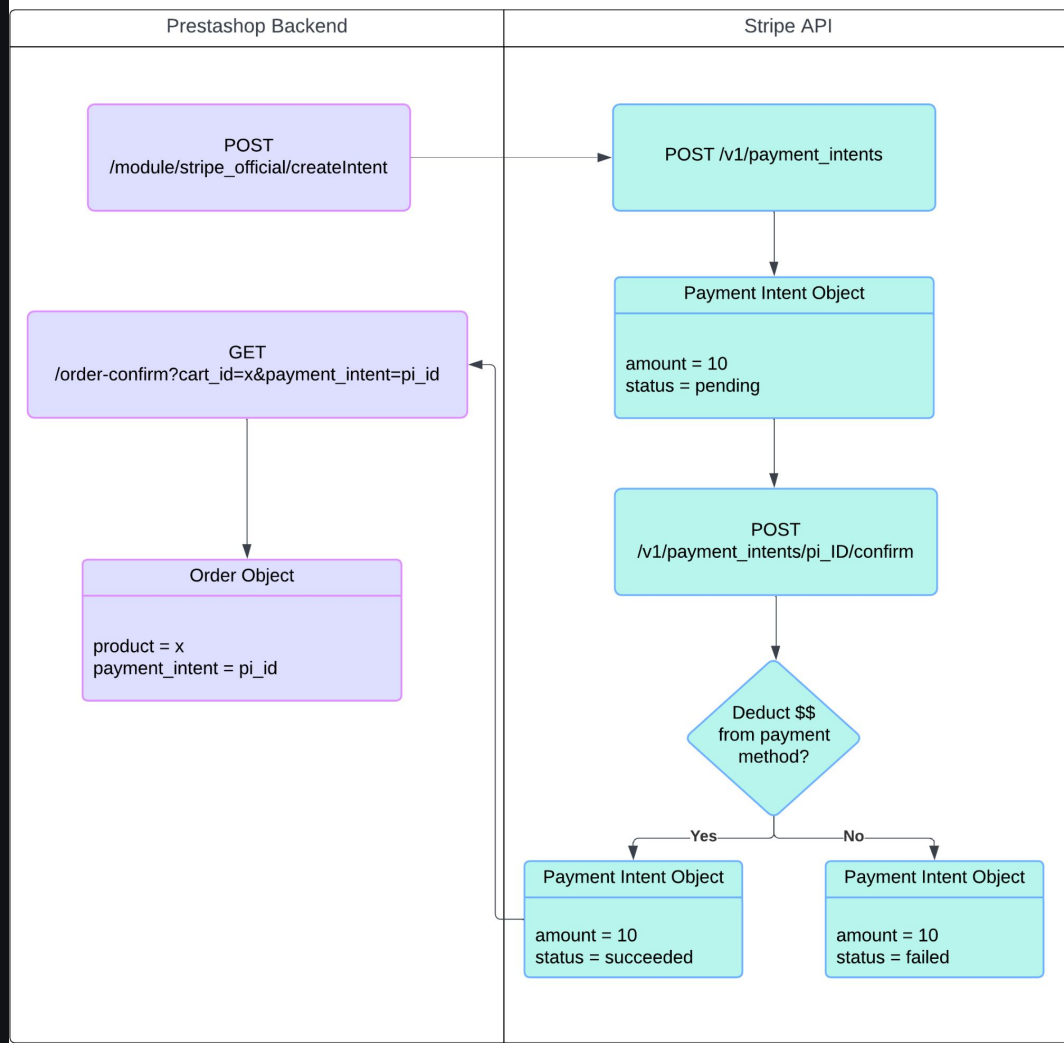 Prestashop Backend
Stripe API
POST
/module/stripe_official/createIntent
POST /v1/payment_intents
Payment Intent Object
amount = 10
status = pending
GET
/order-confirm?cart_id=x&payment_intent=pi_id
POST
/v1/payment_intents/pi_ID/confirm
Order Object
product = x
payment_intent = pi_id
Deduct $$
from payment
method?
Yes
No
Payment Intent Object
amount = 10
status = succeeded
Payment Intent Object
amount = 10
status = failed